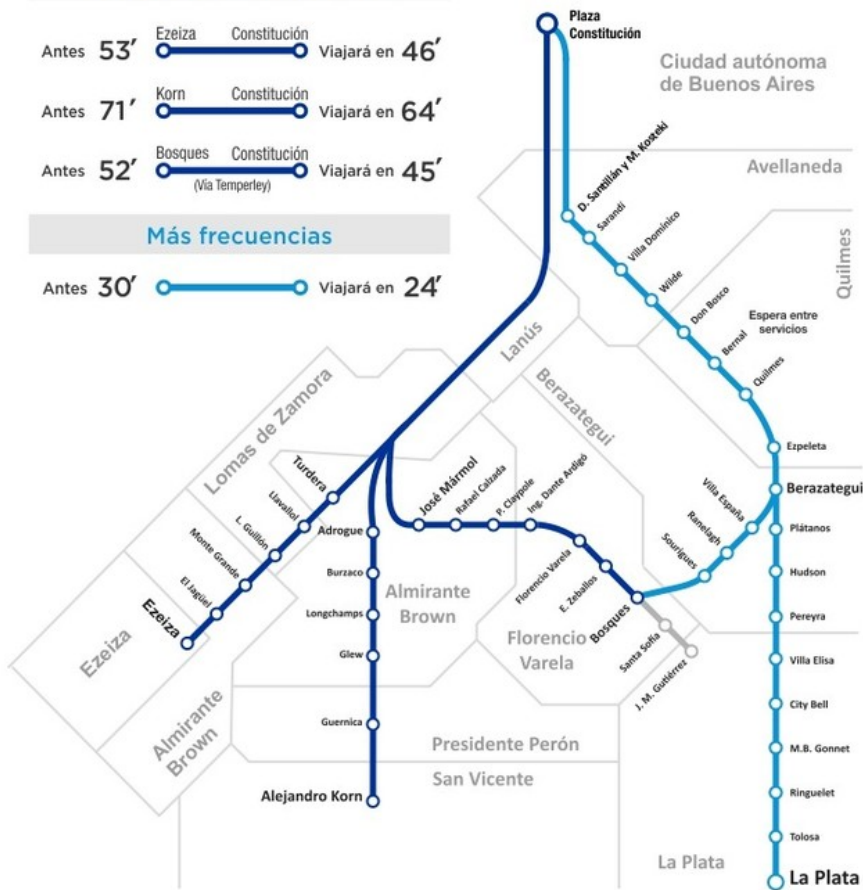 Antes 53′ Ezeiza Constitución Viajará en 46′
Antes 71′ Korn Constitución Viajará en 64′
Antes 52′ Bosques Constitución Viajará en 45′
(Vía Temperley)
Más frecuencias
Antes 30′ Viajará en 24′
Plaza
Constitución
Ciudad autónoma
de Buenos Aires
Avellaneda
Quilmes
D. Santillán y M. Kosteki
Sarandí
Villa Domínico
Wilde
Don Bosco
Bernal
Quilmes
Espera entre
servicios
Ezpeleta
Berazategui
Plátanos
Hudson
Pereyra
Villa Elisa
City Bell
M.B. Gonnet
Ringuelet
Tolosa
La Plata
La Plata
Villa España
Ranelagh
Sourigues
Lanús
Berazategui
Lomas de Zamora
Turdera
Llavallol
L. Guillón
Monte Grande
El Jagüel
Ezeiza
Ezeiza
Almirante
Brown
Adrogue
Burzaco
Longchamps
Glew
Guernica
Alejandro Korn
Almirante
Brown
José Mármol
Rafael Calzada
P. Claypole
Ing. Dante Ardigó
Florencio Varela
E. Zeballos
Bosques
Santa Sofía
J. M. Gutiérrez
Florencio
Varela
Presidente Perón
San Vicente